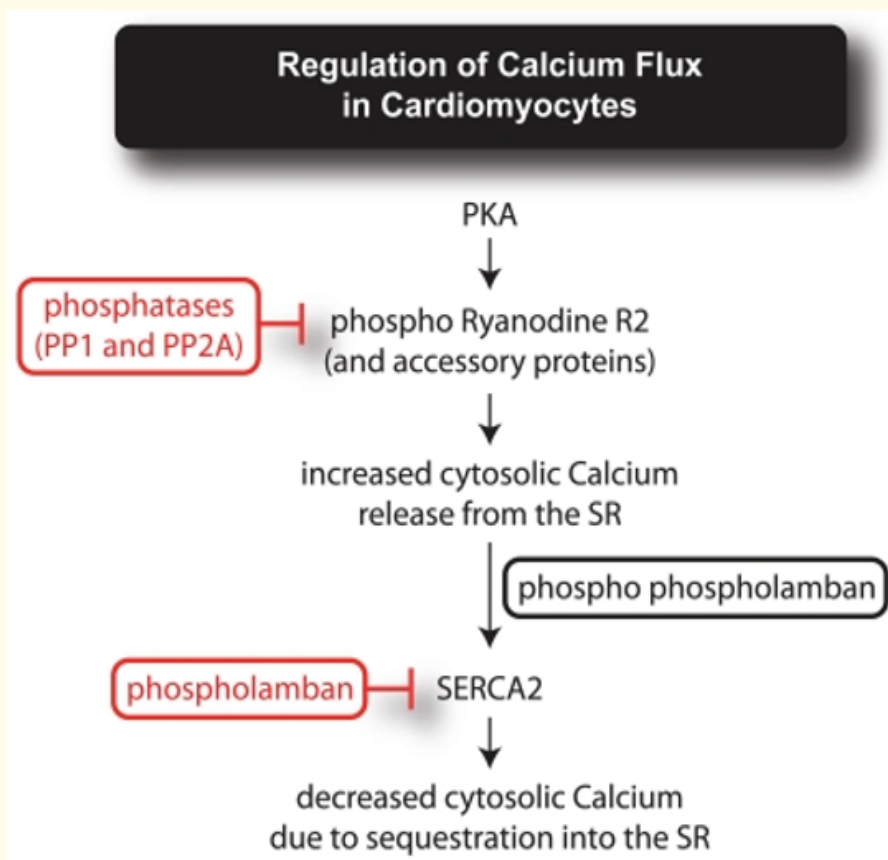 Regulation of Calcium Flux
in Cardiomyocytes
PKA
phosphatases
(PP1 and PP2A)
phospho Ryanodine R2
(and accessory proteins)
increased cytosolic Calcium
release from the SR
phospho phospholamban
phospholamban
SERCA2
decreased cytosolic Calcium
due to sequestration into the SR